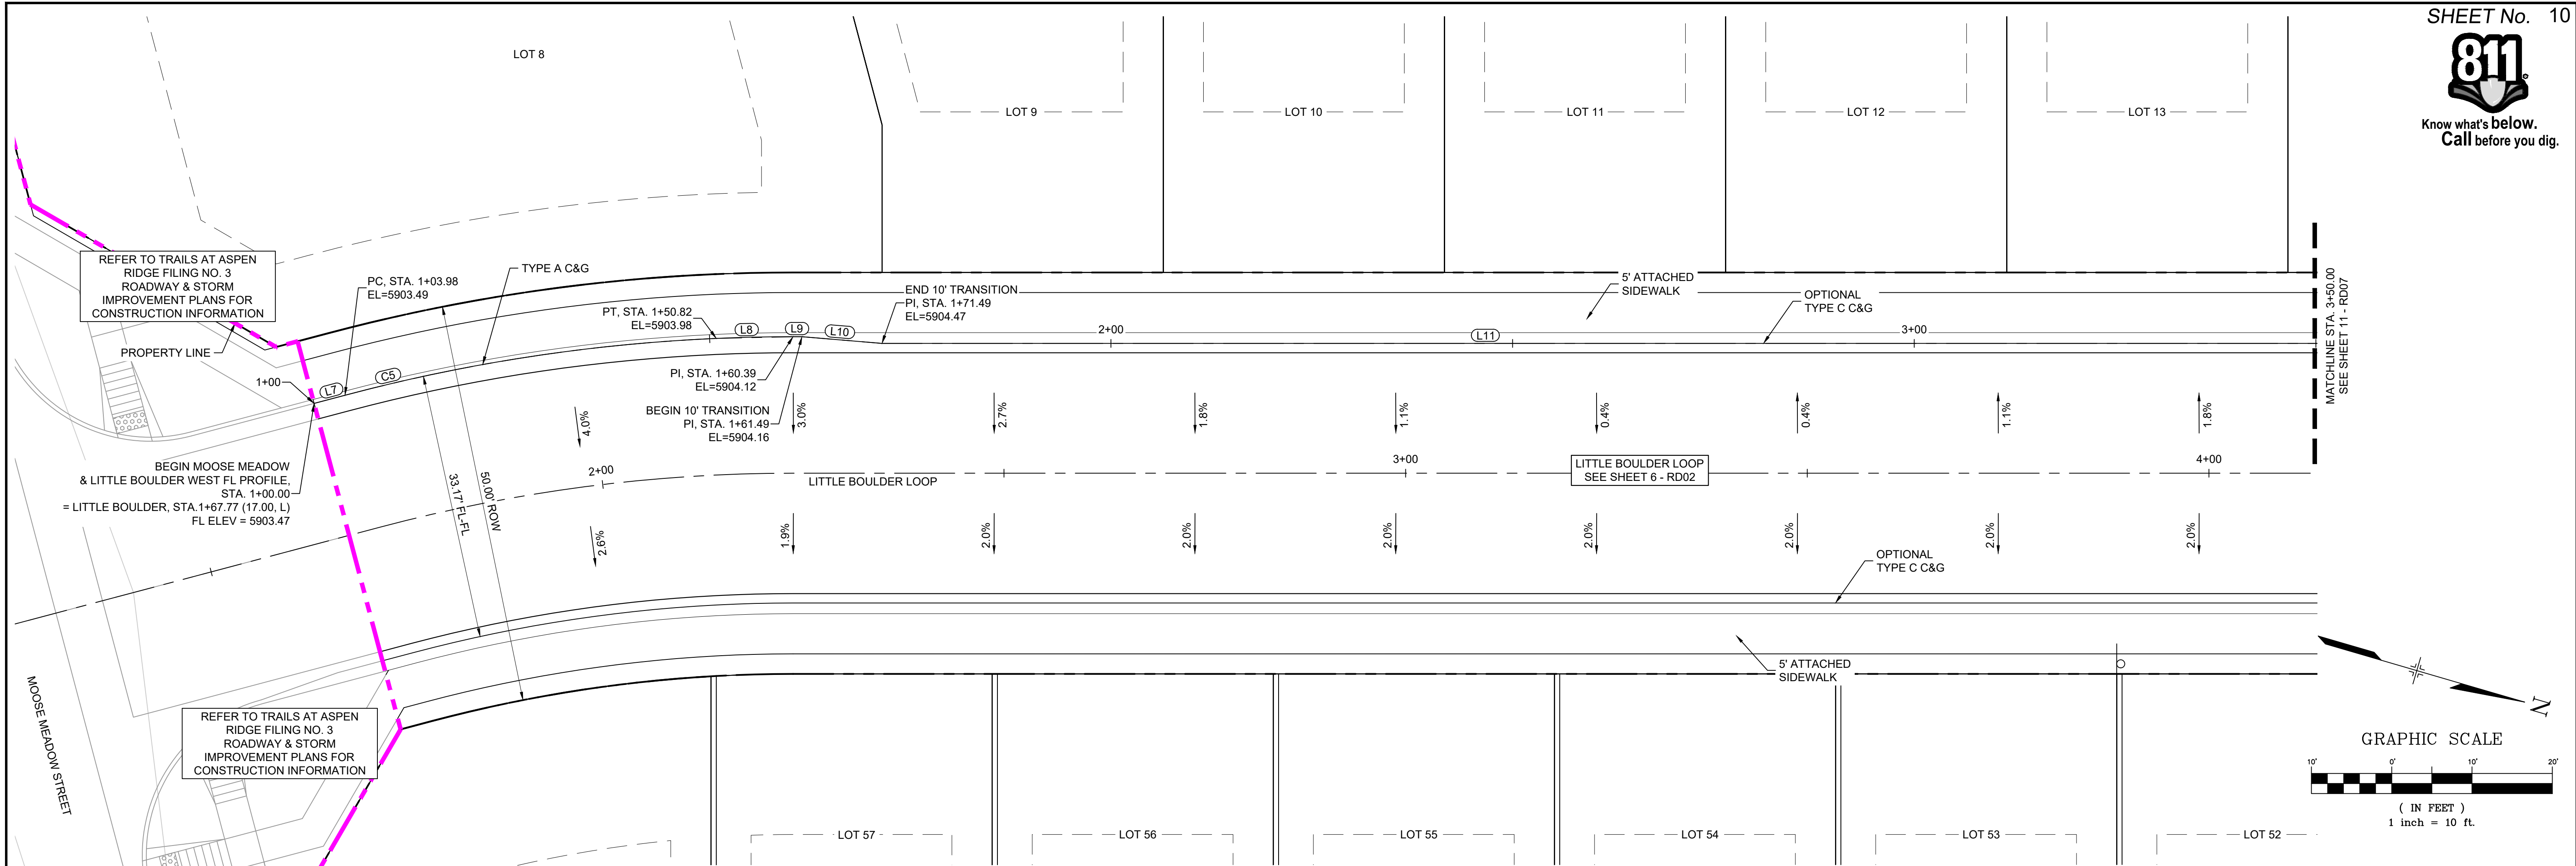 SHEET No. 10
811
Know what's below.
Call before you dig.
LOT 8
LOT 9
LOT 10
LOT 11
LOT 12
LOT 13
REFER TO TRAILS AT ASPEN
RIDGE FILING NO. 3
ROADWAY & STORM
IMPROVEMENT PLANS FOR
CONSTRUCTION INFORMATION
PROPERTY LINE
1+00
L7
C5
PC, STA. 1+03.98
EL=5903.49
TYPE A C&G
PT, STA. 1+50.82
EL=5903.98
L8
L9
L10
END 10' TRANSITION
PI, STA. 1+71.49
EL=5904.47
2+00
L11
5' ATTACHED
SIDEWALK
OPTIONAL
TYPE C C&G
3+00
MATCHLINE STA. 3+50.00
SEE SHEET 11 - RD07
PI, STA. 1+60.39
EL=5904.12
BEGIN 10' TRANSITION
PI, STA. 1+61.49
EL=5904.16
4.0%
3.0%
2.7%
1.8%
1.1%
0.4%
0.4%
1.1%
1.8%
BEGIN MOOSE MEADOW
& LITTLE BOULDER WEST FL PROFILE,
STA. 1+00.00
= LITTLE BOULDER, STA.1+67.77 (17.00, L)
FL ELEV = 5903.47
33.17' FL-FL
50.00' ROW
2+00
LITTLE BOULDER LOOP
3+00
LITTLE BOULDER LOOP
SEE SHEET 6 - RD02
4+00
2.6%
1.9%
2.0%
2.0%
2.0%
2.0%
2.0%
2.0%
2.0%
OPTIONAL
TYPE C C&G
5' ATTACHED
SIDEWALK
MOOSE MEADOW STREET
REFER TO TRAILS AT ASPEN
RIDGE FILING NO. 3
ROADWAY & STORM
IMPROVEMENT PLANS FOR
CONSTRUCTION INFORMATION
LOT 57
LOT 56
LOT 55
LOT 54
LOT 53
LOT 52
N
GRAPHIC SCALE
10' 0' 10' 20'
( IN FEET )
1 inch = 10 ft.